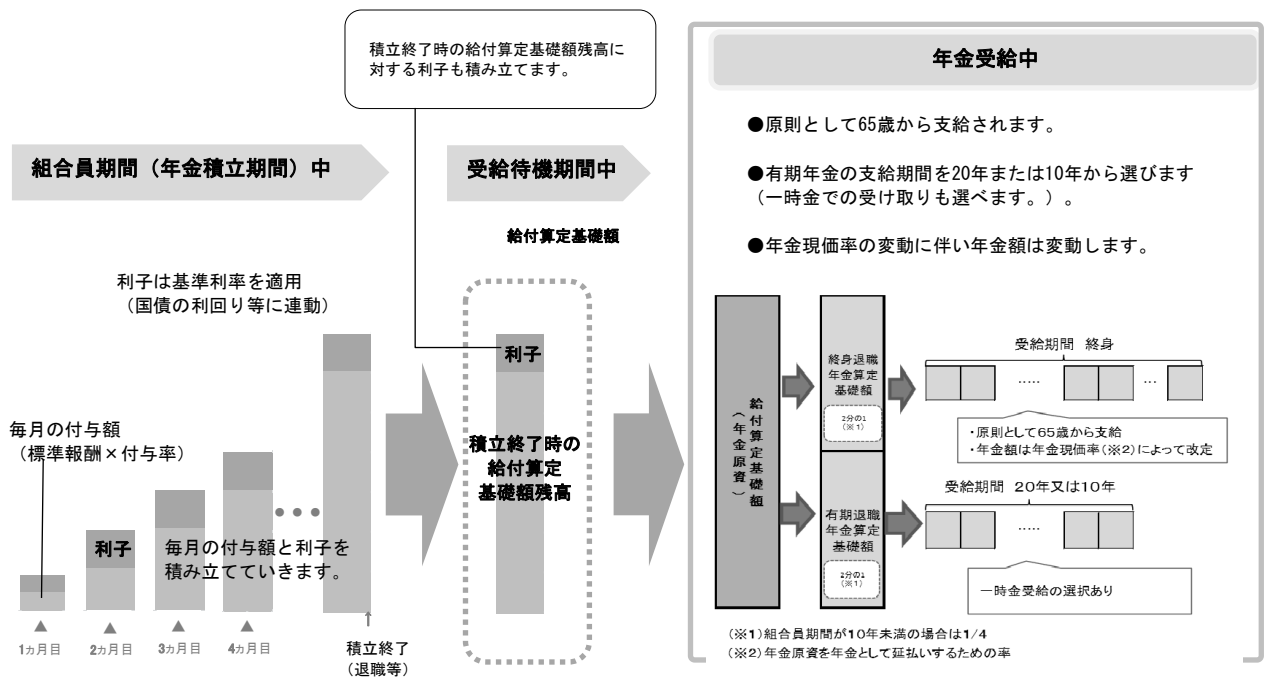 積立終了時の給付算定基礎額残高に
対する利子も積み立てます。
組合員期間（年金積立期間）中
受給待機期間中
給付算定基礎額
利子は基準利率を適用
（国債の利回り等に連動）
毎月の付与額
（標準報酬×付与率）
利子
毎月の付与額と利子を
積み立てていきます。
●●●
1ヵ月目
2ヵ月目
3ヵ月目
4ヵ月目
積立終了
（退職等）
利子
積立終了時の
給付算定
基礎額残高
年金受給中
●原則として65歳から支給されます。
●有期年金の支給期間を20年または10年から選びます
（一時金での受け取りも選べます。）。
●年金現価率の変動に伴い年金額は変動します。
給付算定基礎額
（年金原資）
終身退職
年金算定
基礎額
2分の1
（※1）
受給期間 終身
.....
...
・原則として65歳から支給
・年金額は年金現価率（※2）によって改定
有期退職
年金算定
基礎額
2分の1
（※1）
受給期間 20年又は10年
.....
一時金受給の選択あり
（※1）組合員期間が10年未満の場合は1/4
（※2）年金原資を年金として延払いするための率